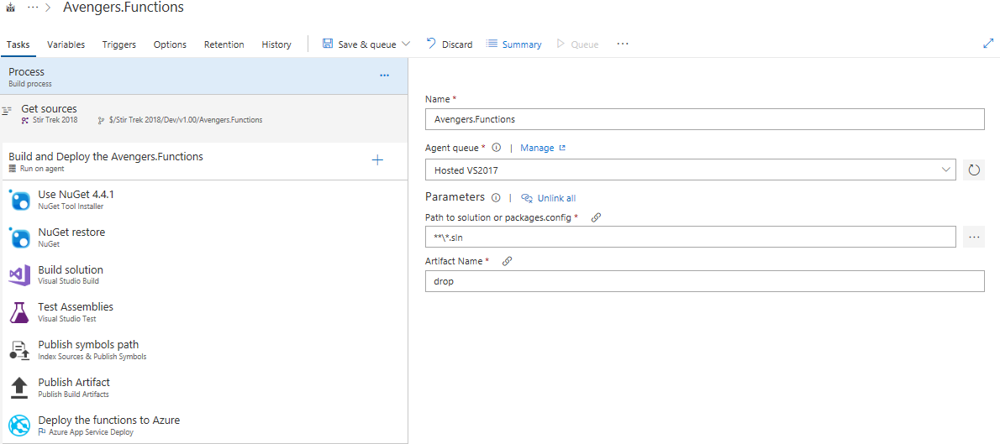 ... > Avengers.Functions
Tasks Variables Triggers Options Retention History | Save & queue Discard Summary Queue ...
Process ...
Build process
Get sources
Stir Trek 2018 $/Stir Trek 2018/Dev/v1.00/Avengers.Functions
Build and Deploy the Avengers.Functions +
Run on agent
Use NuGet 4.4.1
NuGet Tool Installer
NuGet restore
NuGet
Build solution
Visual Studio Build
Test Assemblies
Visual Studio Test
Publish symbols path
Index Sources & Publish Symbols
Publish Artifact
Publish Build Artifacts
Deploy the functions to Azure
Azure App Service Deploy
Name *
Avengers.Functions
Agent queue * | Manage
Hosted VS2017
Parameters | Unlink all
Path to solution or packages.config *
**\*.sln ...
Artifact Name *
drop